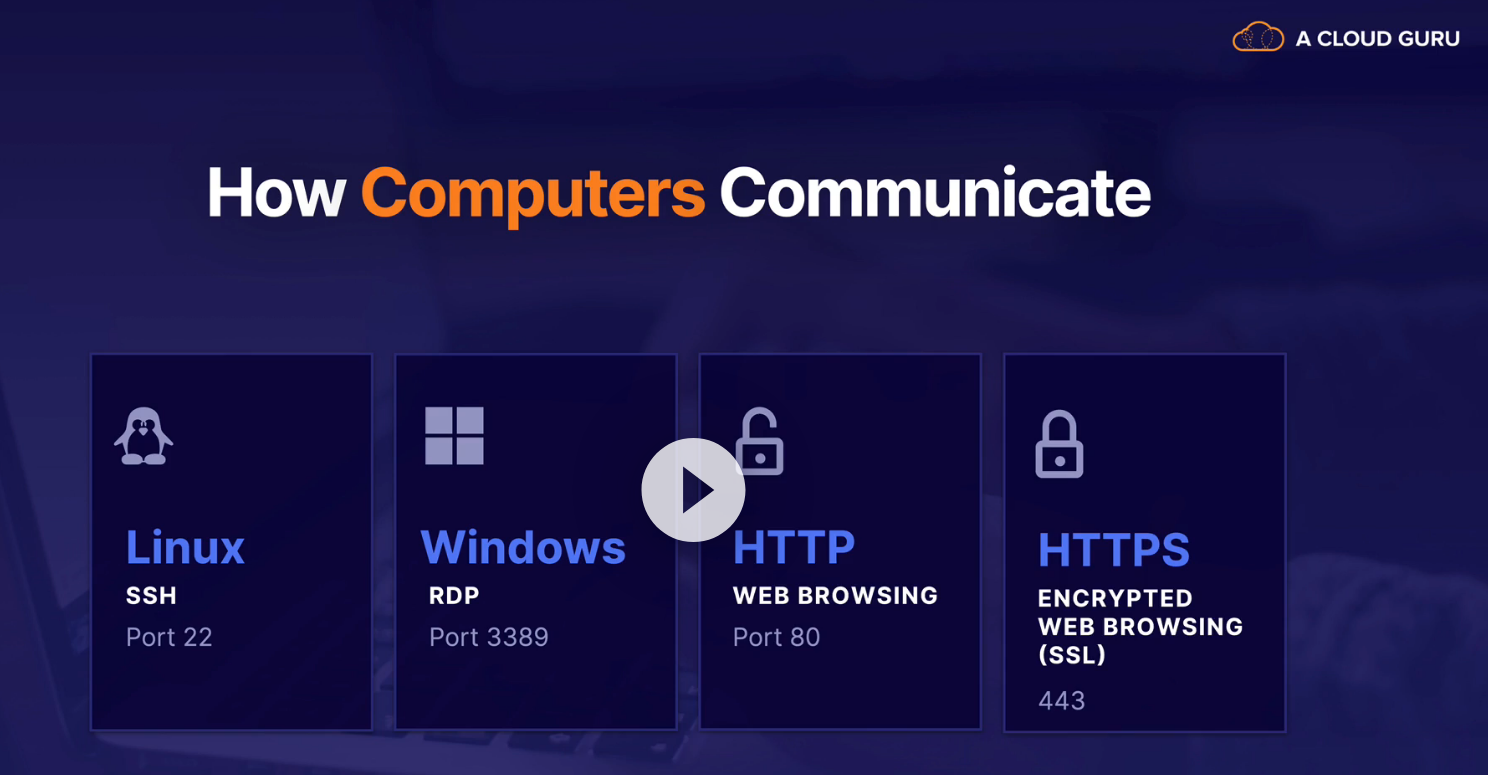 A CLOUD GURU
How Computers Communicate
Linux
SSH
Port 22
Windows
RDP
Port 3389
HTTP
WEB BROWSING
Port 80
HTTPS
ENCRYPTED
WEB BROWSING
(SSL)
443